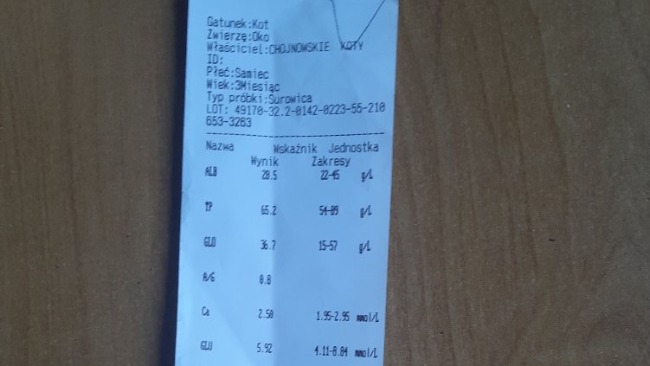 Gatunek:Kot
Zwierzę:Oko
Właściciel:CHOJNOWSKIE KOTY
ID:
Płeć:Samiec
Wiek:3Miesiąc
Typ próbki:Surowica
LOT: 49170-32.2-0142-0223-55-210
653-3263
Nazwa Wskaźnik Jednostka
Wynik Zakresy
ALB 28.5 22-45 g/L
TP 65.2 54-89 g/L
GLO 36.7 15-57 g/L
A/G 0.8
Ca 2.50 1.95-2.95 mmol/L
GLU 5.92 4.11-8.84 mmol/L